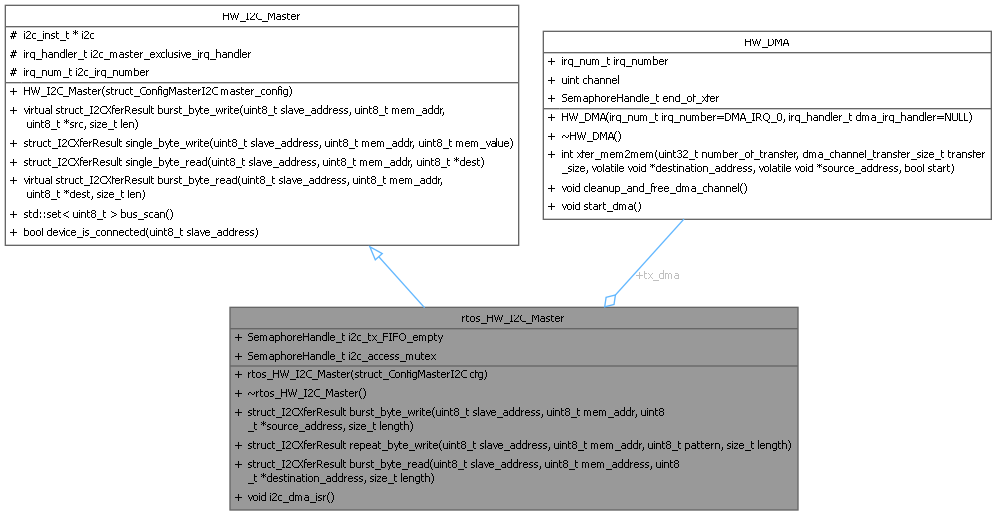 HW_I2C_Master
# i2c_inst_t * i2c
# irq_handler_t i2c_master_exclusive_irq_handler
# irq_num_t i2c_irq_number
+ HW_I2C_Master(struct_ConfigMasterI2C master_config)
+ virtual struct_I2CXferResult burst_byte_write(uint8_t slave_address, uint8_t mem_addr,
uint8_t *src, size_t len)
+ struct_I2CXferResult single_byte_write(uint8_t slave_address, uint8_t mem_addr, uint8_t mem_value)
+ struct_I2CXferResult single_byte_read(uint8_t slave_address, uint8_t mem_addr, uint8_t *dest)
+ virtual struct_I2CXferResult burst_byte_read(uint8_t slave_address, uint8_t mem_addr,
uint8_t *dest, size_t len)
+ std::set< uint8_t > bus_scan()
+ bool device_is_connected(uint8_t slave_address)
HW_DMA
+ irq_num_t irq_number
+ uint channel
+ SemaphoreHandle_t end_of_xfer
+ HW_DMA(irq_num_t irq_number=DMA_IRQ_0, irq_handler_t dma_irq_handler=NULL)
+ ~HW_DMA()
+ int xfer_mem2mem(uint32_t number_of_transfer, dma_channel_transfer_size_t transfer
_size, volatile void *destination_address, volatile void *source_address, bool start)
+ void cleanup_and_free_dma_channel()
+ void start_dma()
+tx_dma
rtos_HW_I2C_Master
+ SemaphoreHandle_t i2c_tx_FIFO_empty
+ SemaphoreHandle_t i2c_access_mutex
+ rtos_HW_I2C_Master(struct_ConfigMasterI2C cfg)
+ ~rtos_HW_I2C_Master()
+ struct_I2CXferResult burst_byte_write(uint8_t slave_address, uint8_t mem_addr, uint8
_t *source_address, size_t length)
+ struct_I2CXferResult repeat_byte_write(uint8_t slave_address, uint8_t mem_addr, uint8_t pattern, size_t length)
+ struct_I2CXferResult burst_byte_read(uint8_t slave_address, uint8_t mem_address, uint8
_t *destination_address, size_t length)
+ void i2c_dma_isr()